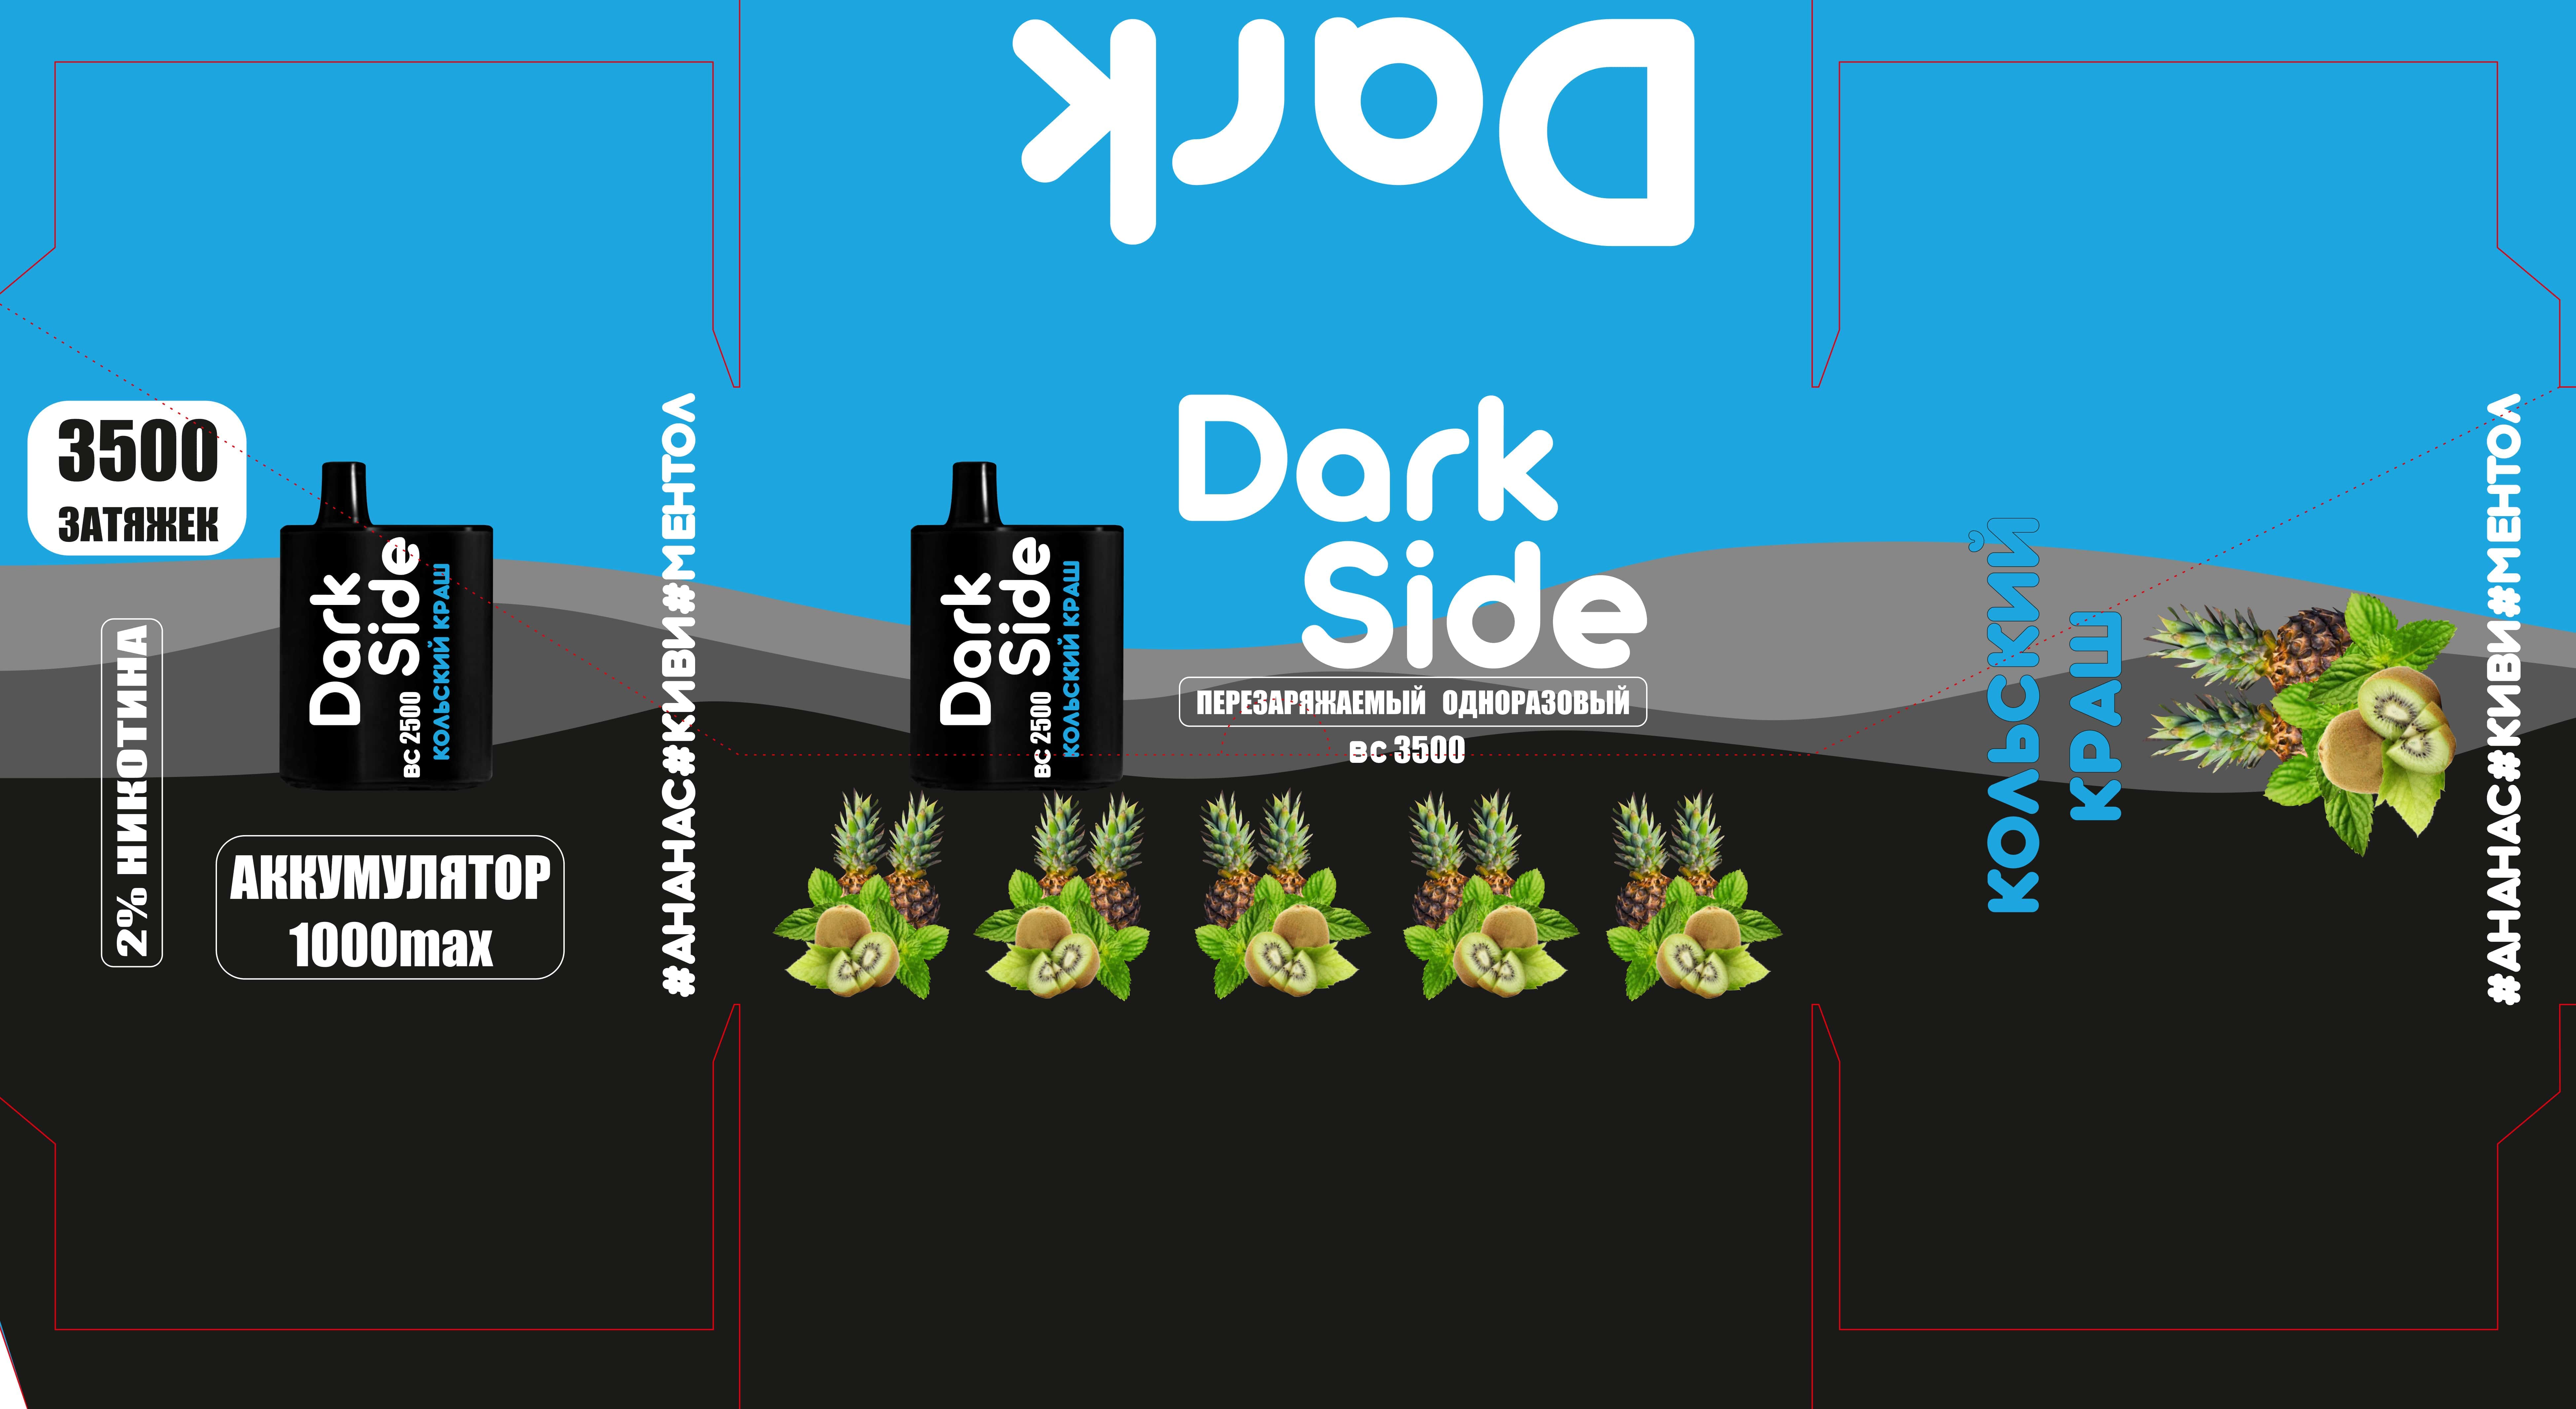 Dark
3500
ЗАТЯЖЕК
2% НИКОТИНА
Dark
Side
ВС 2500
КОЛЬСКИЙ КРАШ
АККУМУЛЯТОР
1000max
#АНАНАС#КИВИ#МЕНТОЛ
Dark
Side
ВС 2500
КОЛЬСКИЙ КРАШ
Dark
Side
ПЕРЕЗАРЯЖАЕМЫЙ ОДНОРАЗОВЫЙ
вс 3500
КОЛЬСКИЙ
КРАШ
#АНАНАС#КИВИ#МЕНТОЛ